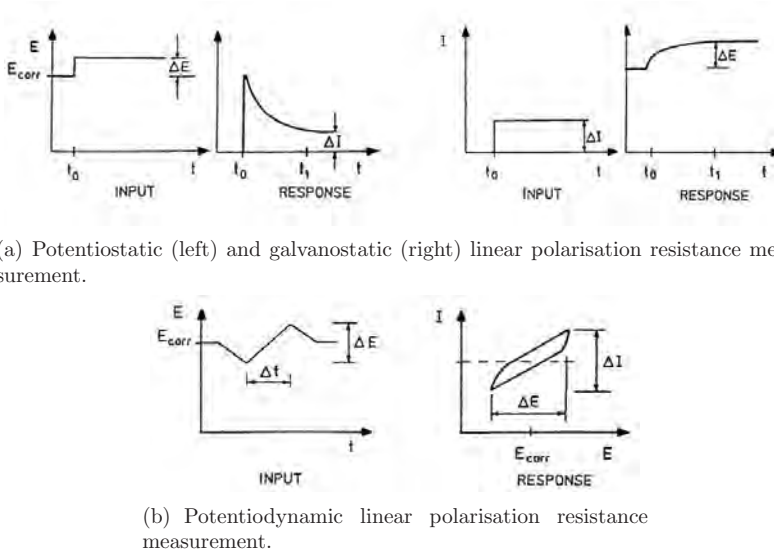 E
E corr
ΔE
t₀
t
INPUT
ΔI
t₀
t₁
t
RESPONSE
I
ΔI
t₀
t
INPUT
ΔE
t₀
t₁
t
RESPONSE
(a) Potentiostatic (left) and galvanostatic (right) linear polarisation resistance mea
surement.
E
E corr
ΔE
Δt
t
INPUT
I
ΔI
ΔE
E corr
E
RESPONSE
(b) Potentiodynamic linear polarisation resistance
measurement.